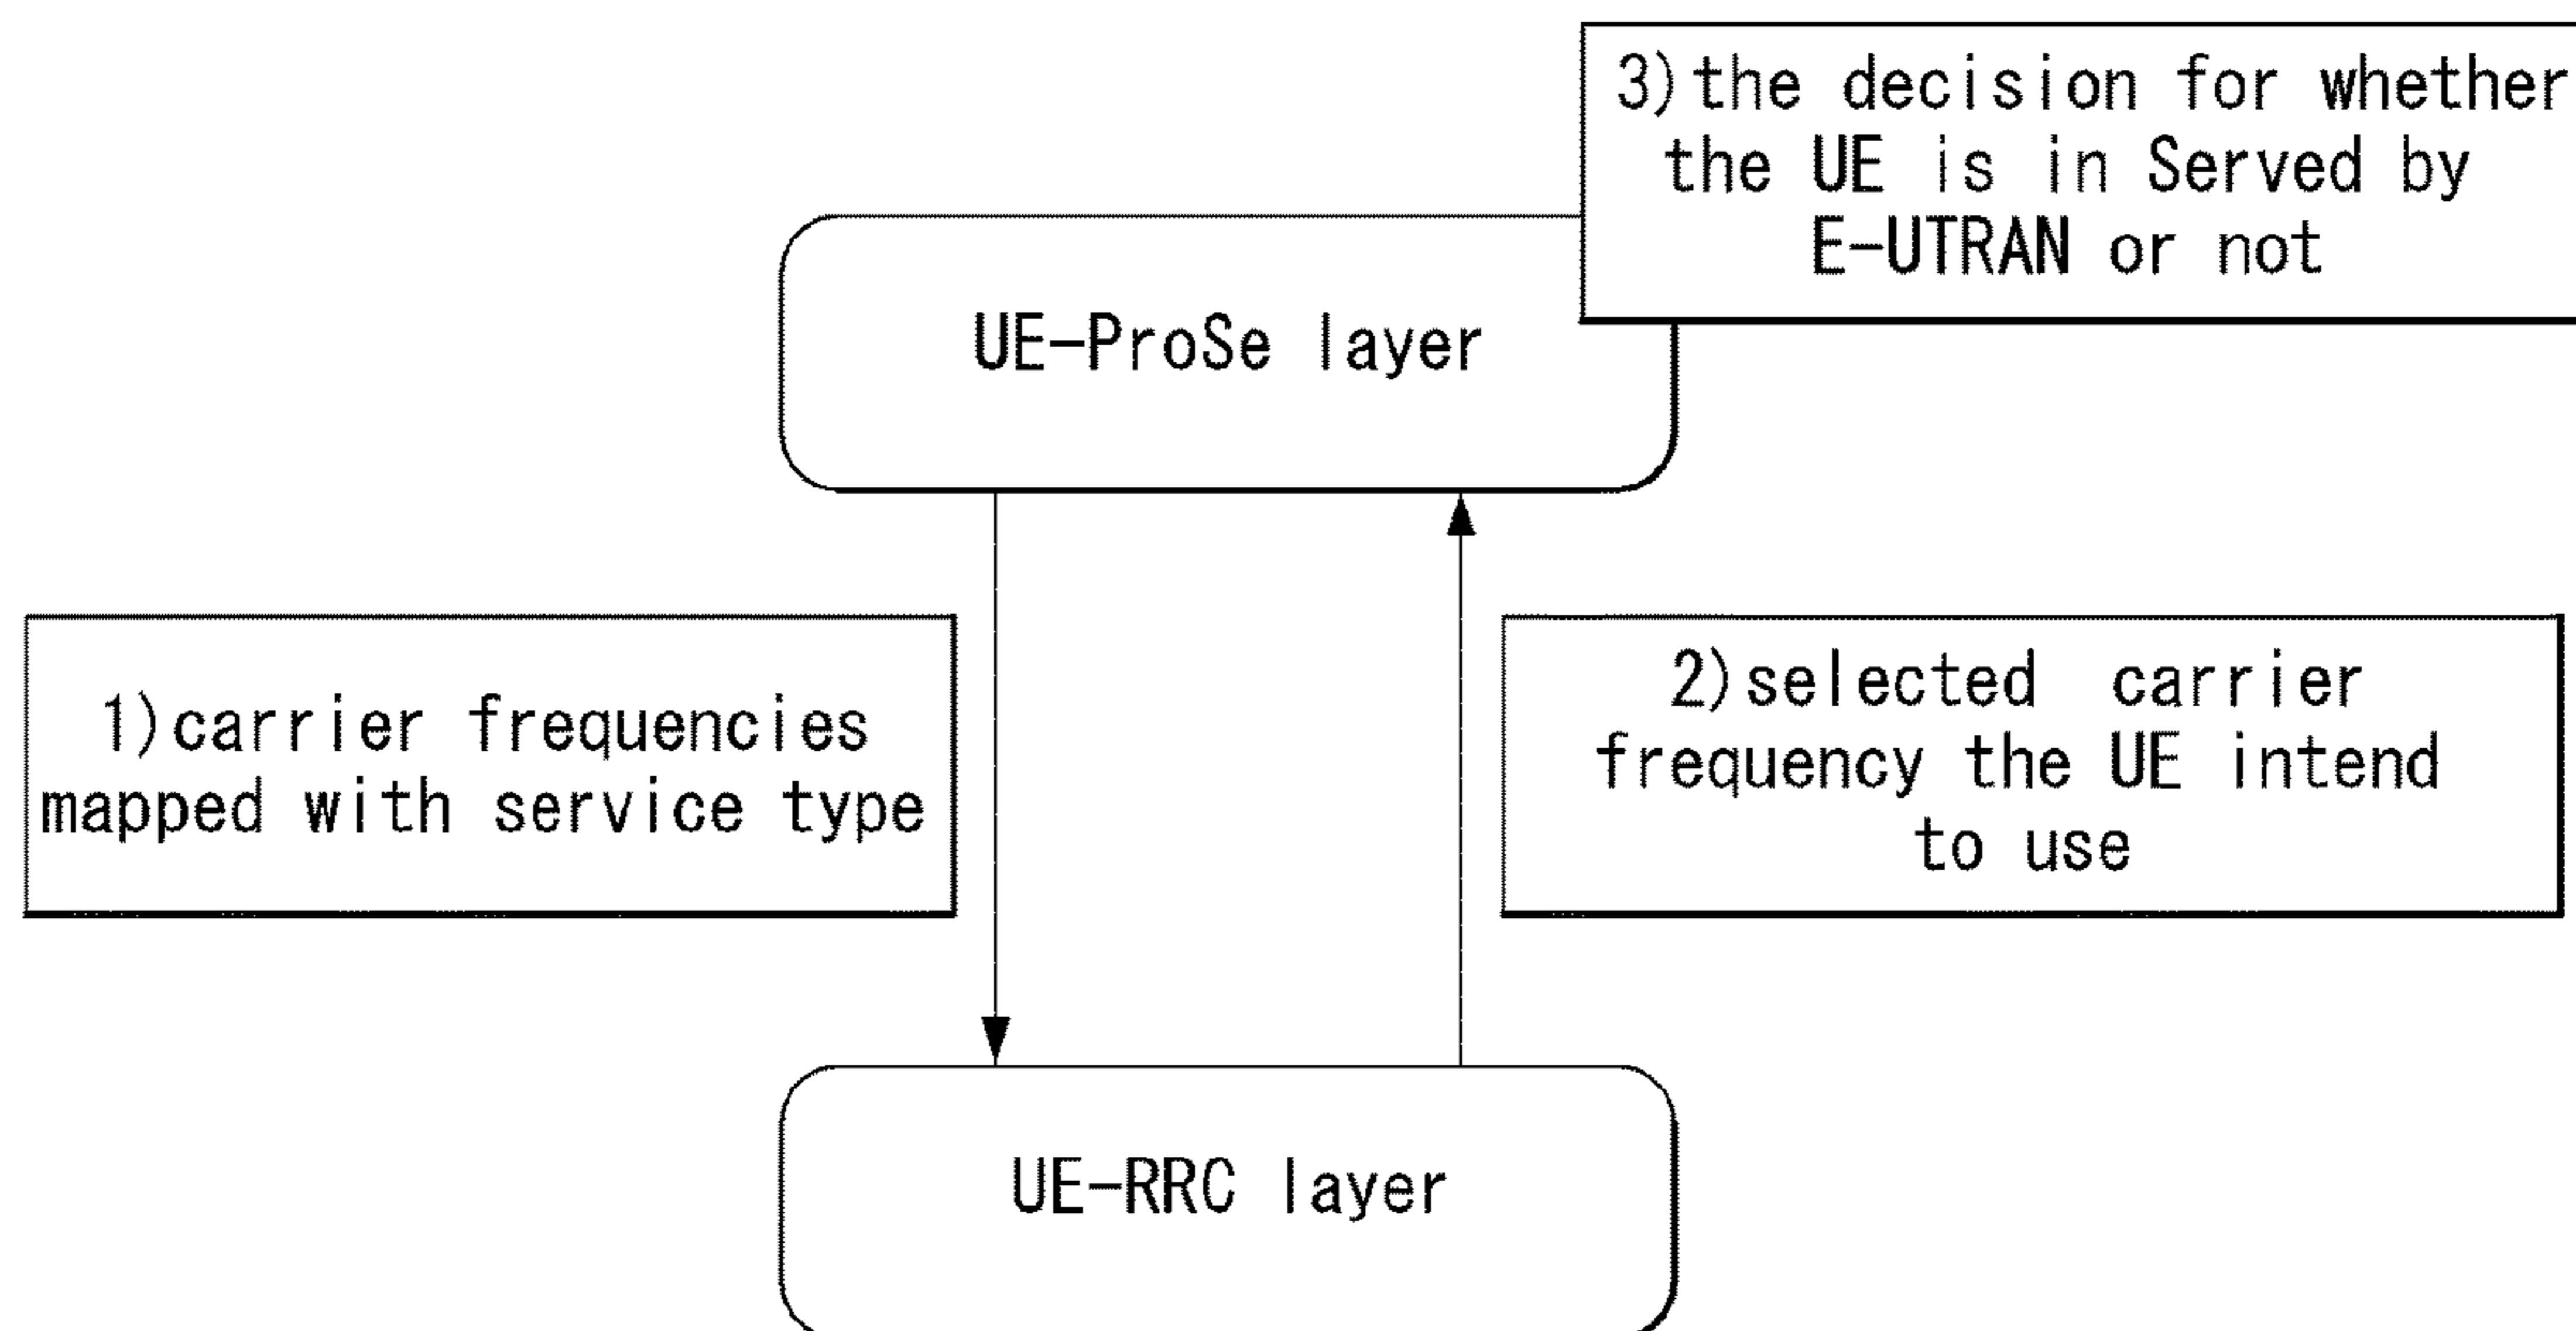 3)the decision for whether
the UE is in Served by
E-UTRAN or not
UE-ProSe layer
1)carrier frequencies
mapped with service type
2)selected carrier
frequency the UE intend
to use
UE-RRC layer